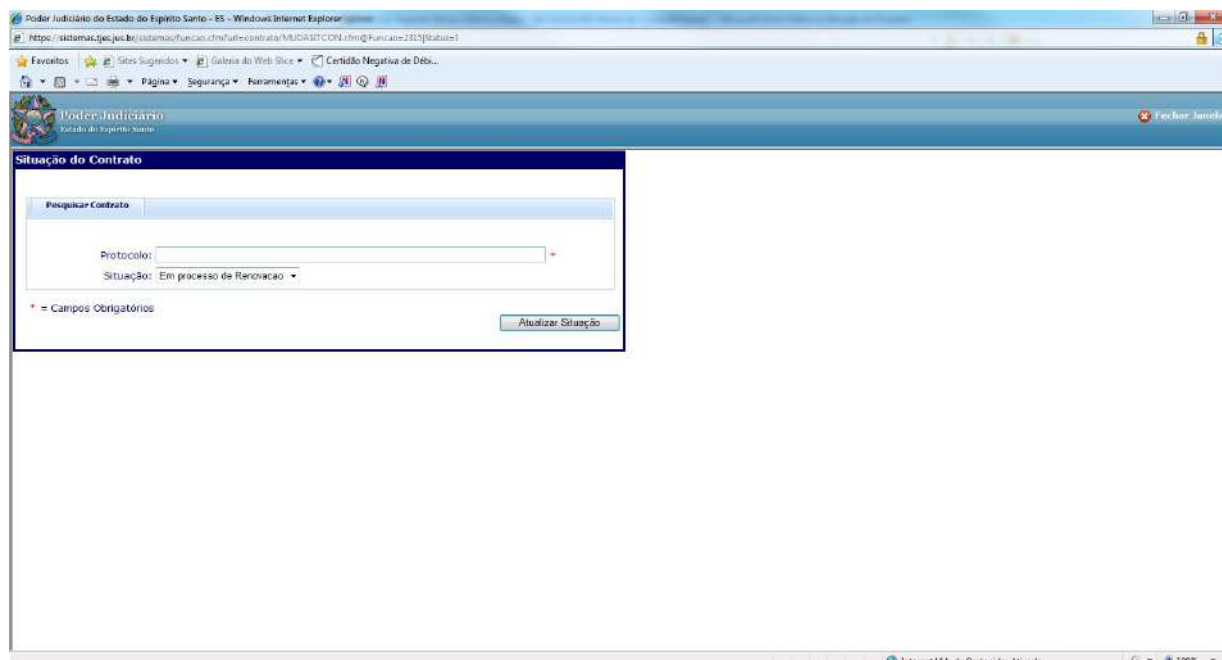 Poder Judiciário do Estado do Espírito Santo - ES - Windows Internet Explorer
https://sistemas.tjes.jus.br/sistemas/funcao.cfm?url=contrato/MUDASITCON.cfm@Funcao=2315|Status=1
Favoritos Sites Sugeridos Galeria do Web Slice Certidão Negativa de Débi...
Página Segurança Ferramentas
Poder Judiciário
Estado do Espírito Santo
Fechar Janela
Situação do Contrato
Pesquisar Contrato
Protocolo: *
Situação: Em processo de Renovacao
* = Campos Obrigatórios
Atualizar Situação
100%